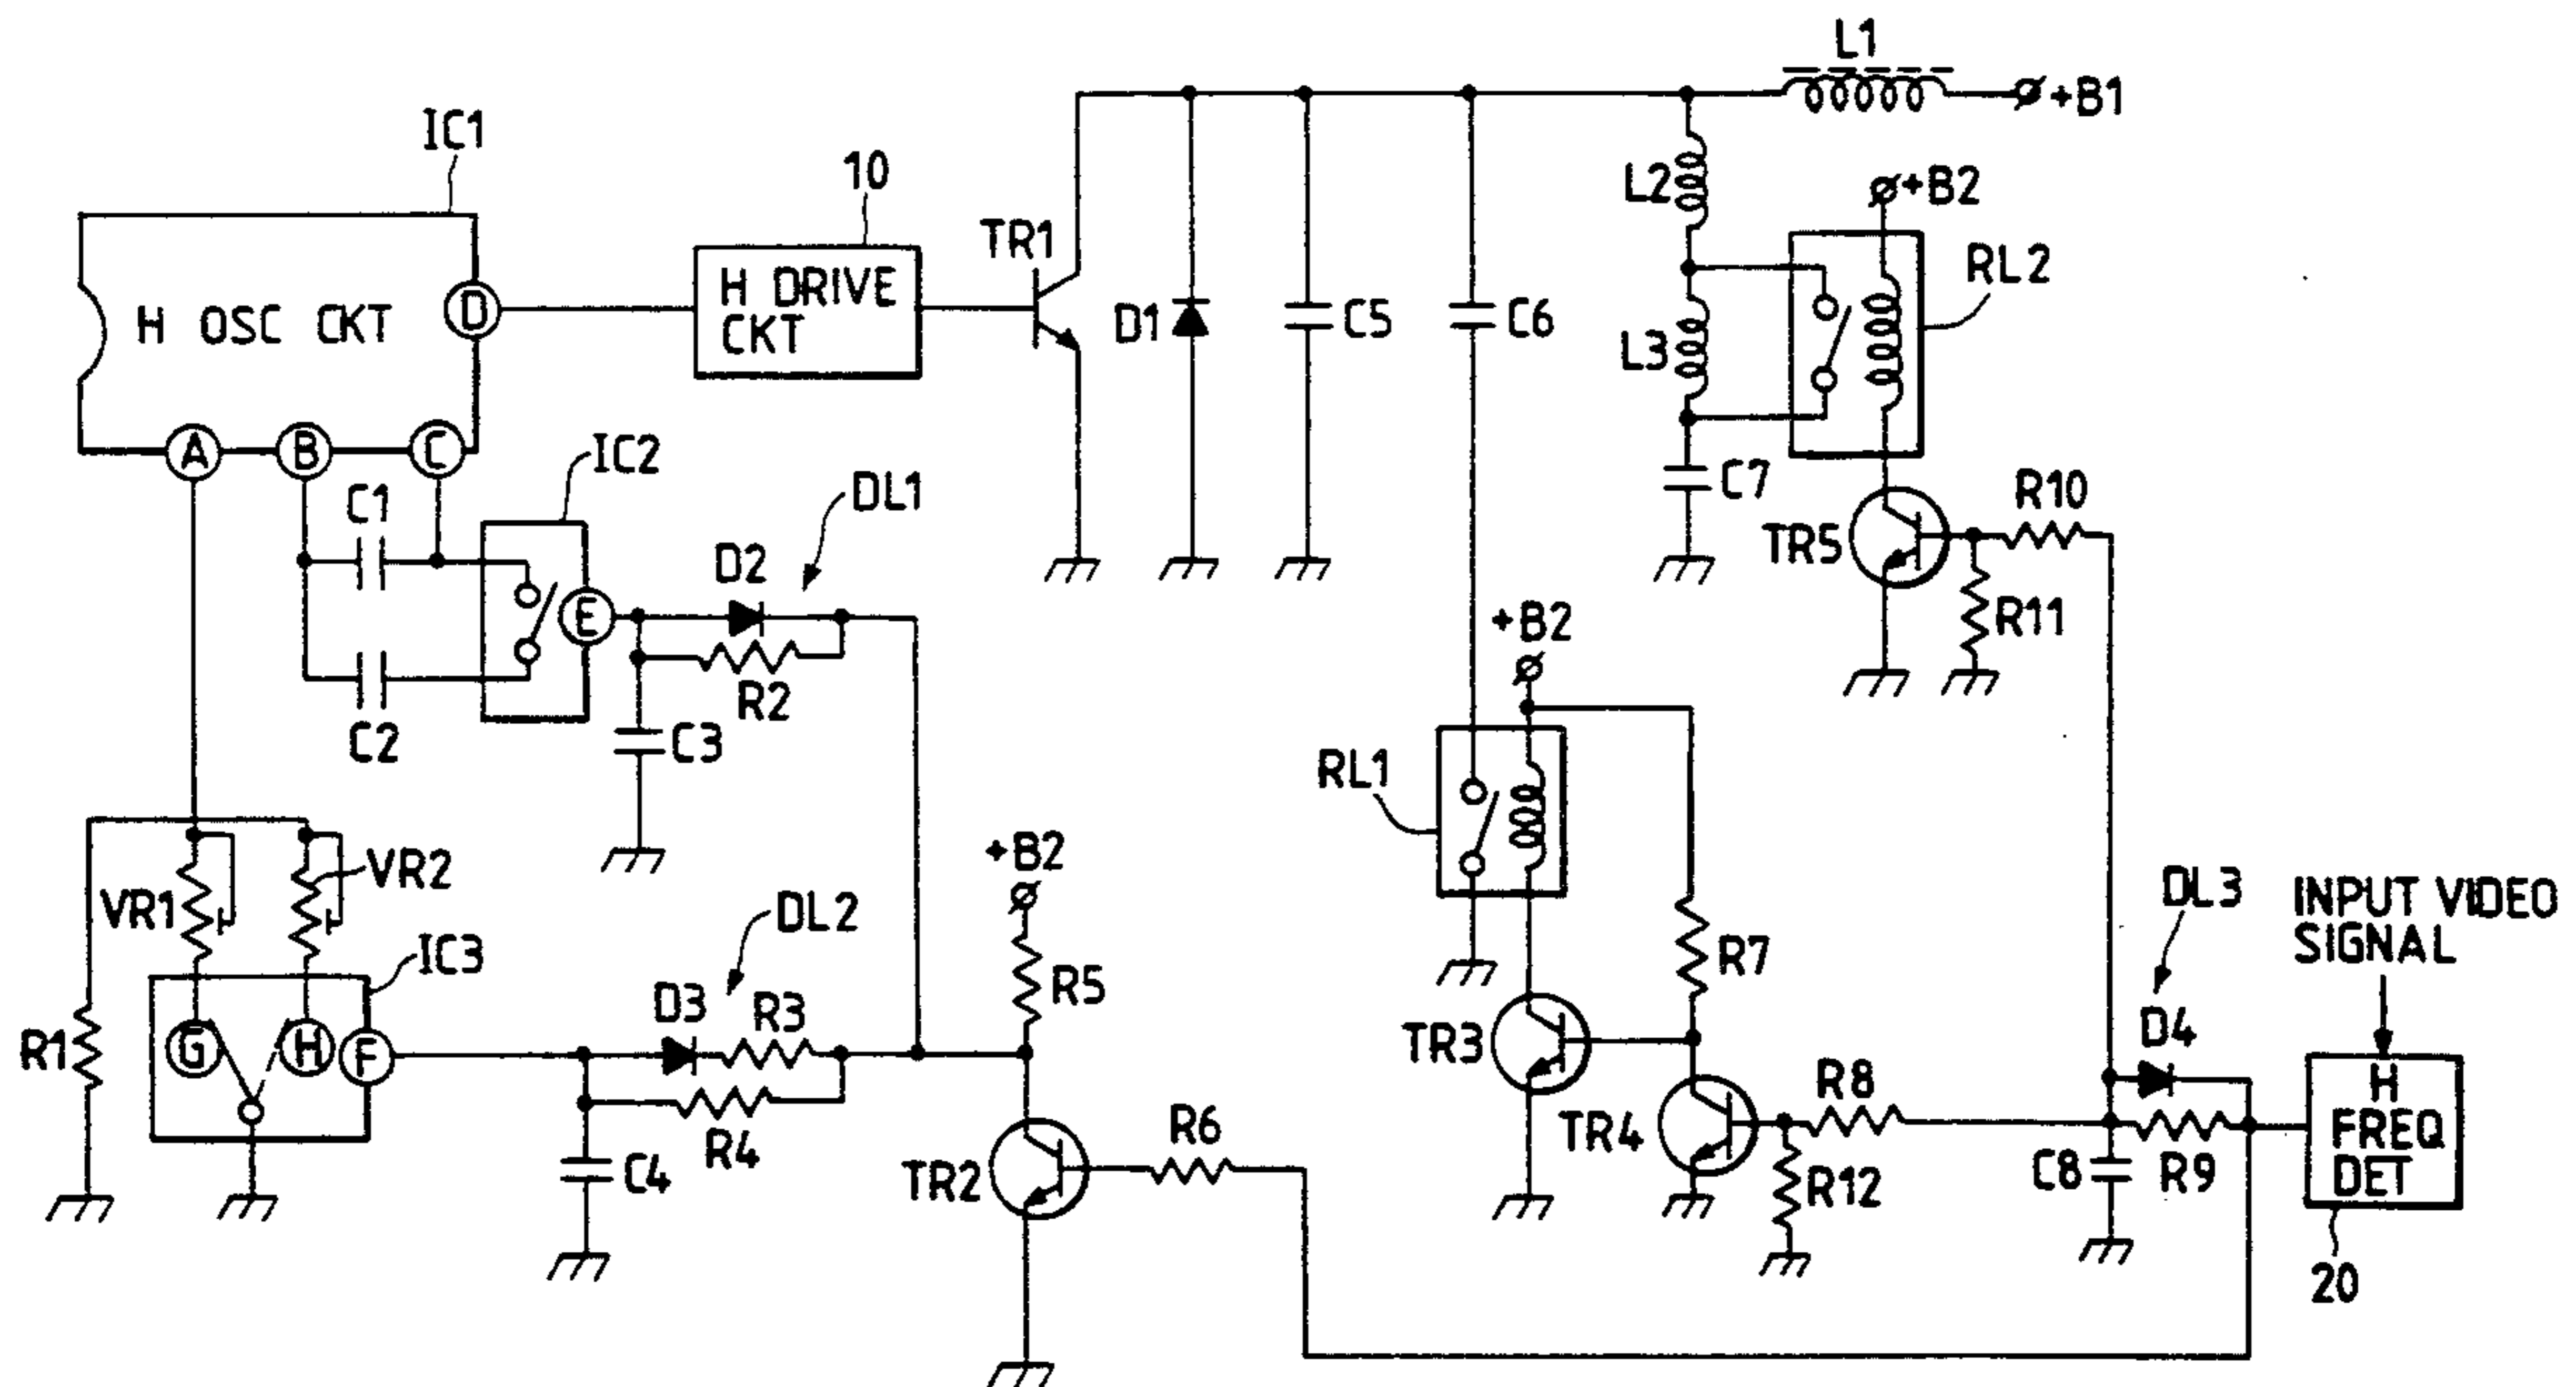 L1
+B1
IC1
10
L2
+B2
TR1
RL2
H OSC CKT
D
H DRIVE
CKT
D1
C5
C6
L3
A
B
C
IC2
DL1
C1
C7
R10
TR5
D2
E
R11
+B2
R2
C2
C3
RL1
+B2
VR1
VR2
DL2
DL3
INPUT VIDEO
SIGNAL
IC3
R5
R7
D3
R3
D4
R1
G
H
F
TR3
H
FREQ
DET
R8
R6
TR4
R4
C4
TR2
R12
C8
R9
20